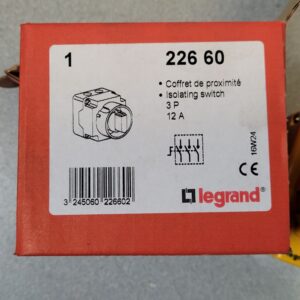 1
226 60
• Coffret de proximité
• Isolating switch
3 P
12 A
16W24
CE
3 245060 226602
legrand®